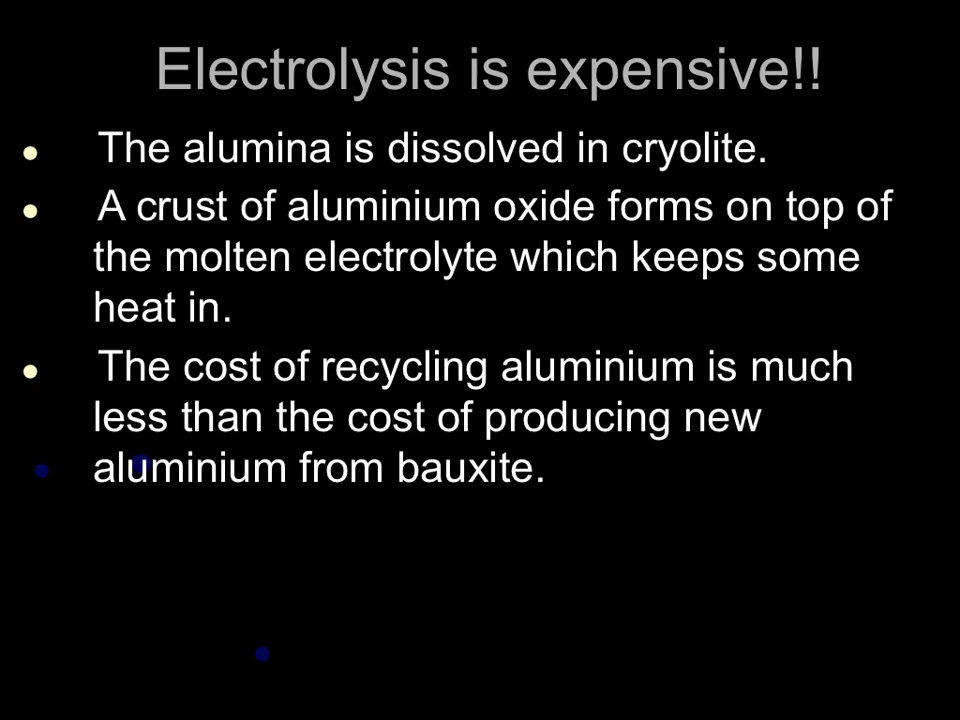 Electrolysis is expensive!!
● The alumina is dissolved in cryolite.
● A crust of aluminium oxide forms on top of
the molten electrolyte which keeps some
heat in.
● The cost of recycling aluminium is much
less than the cost of producing new
aluminium from bauxite.